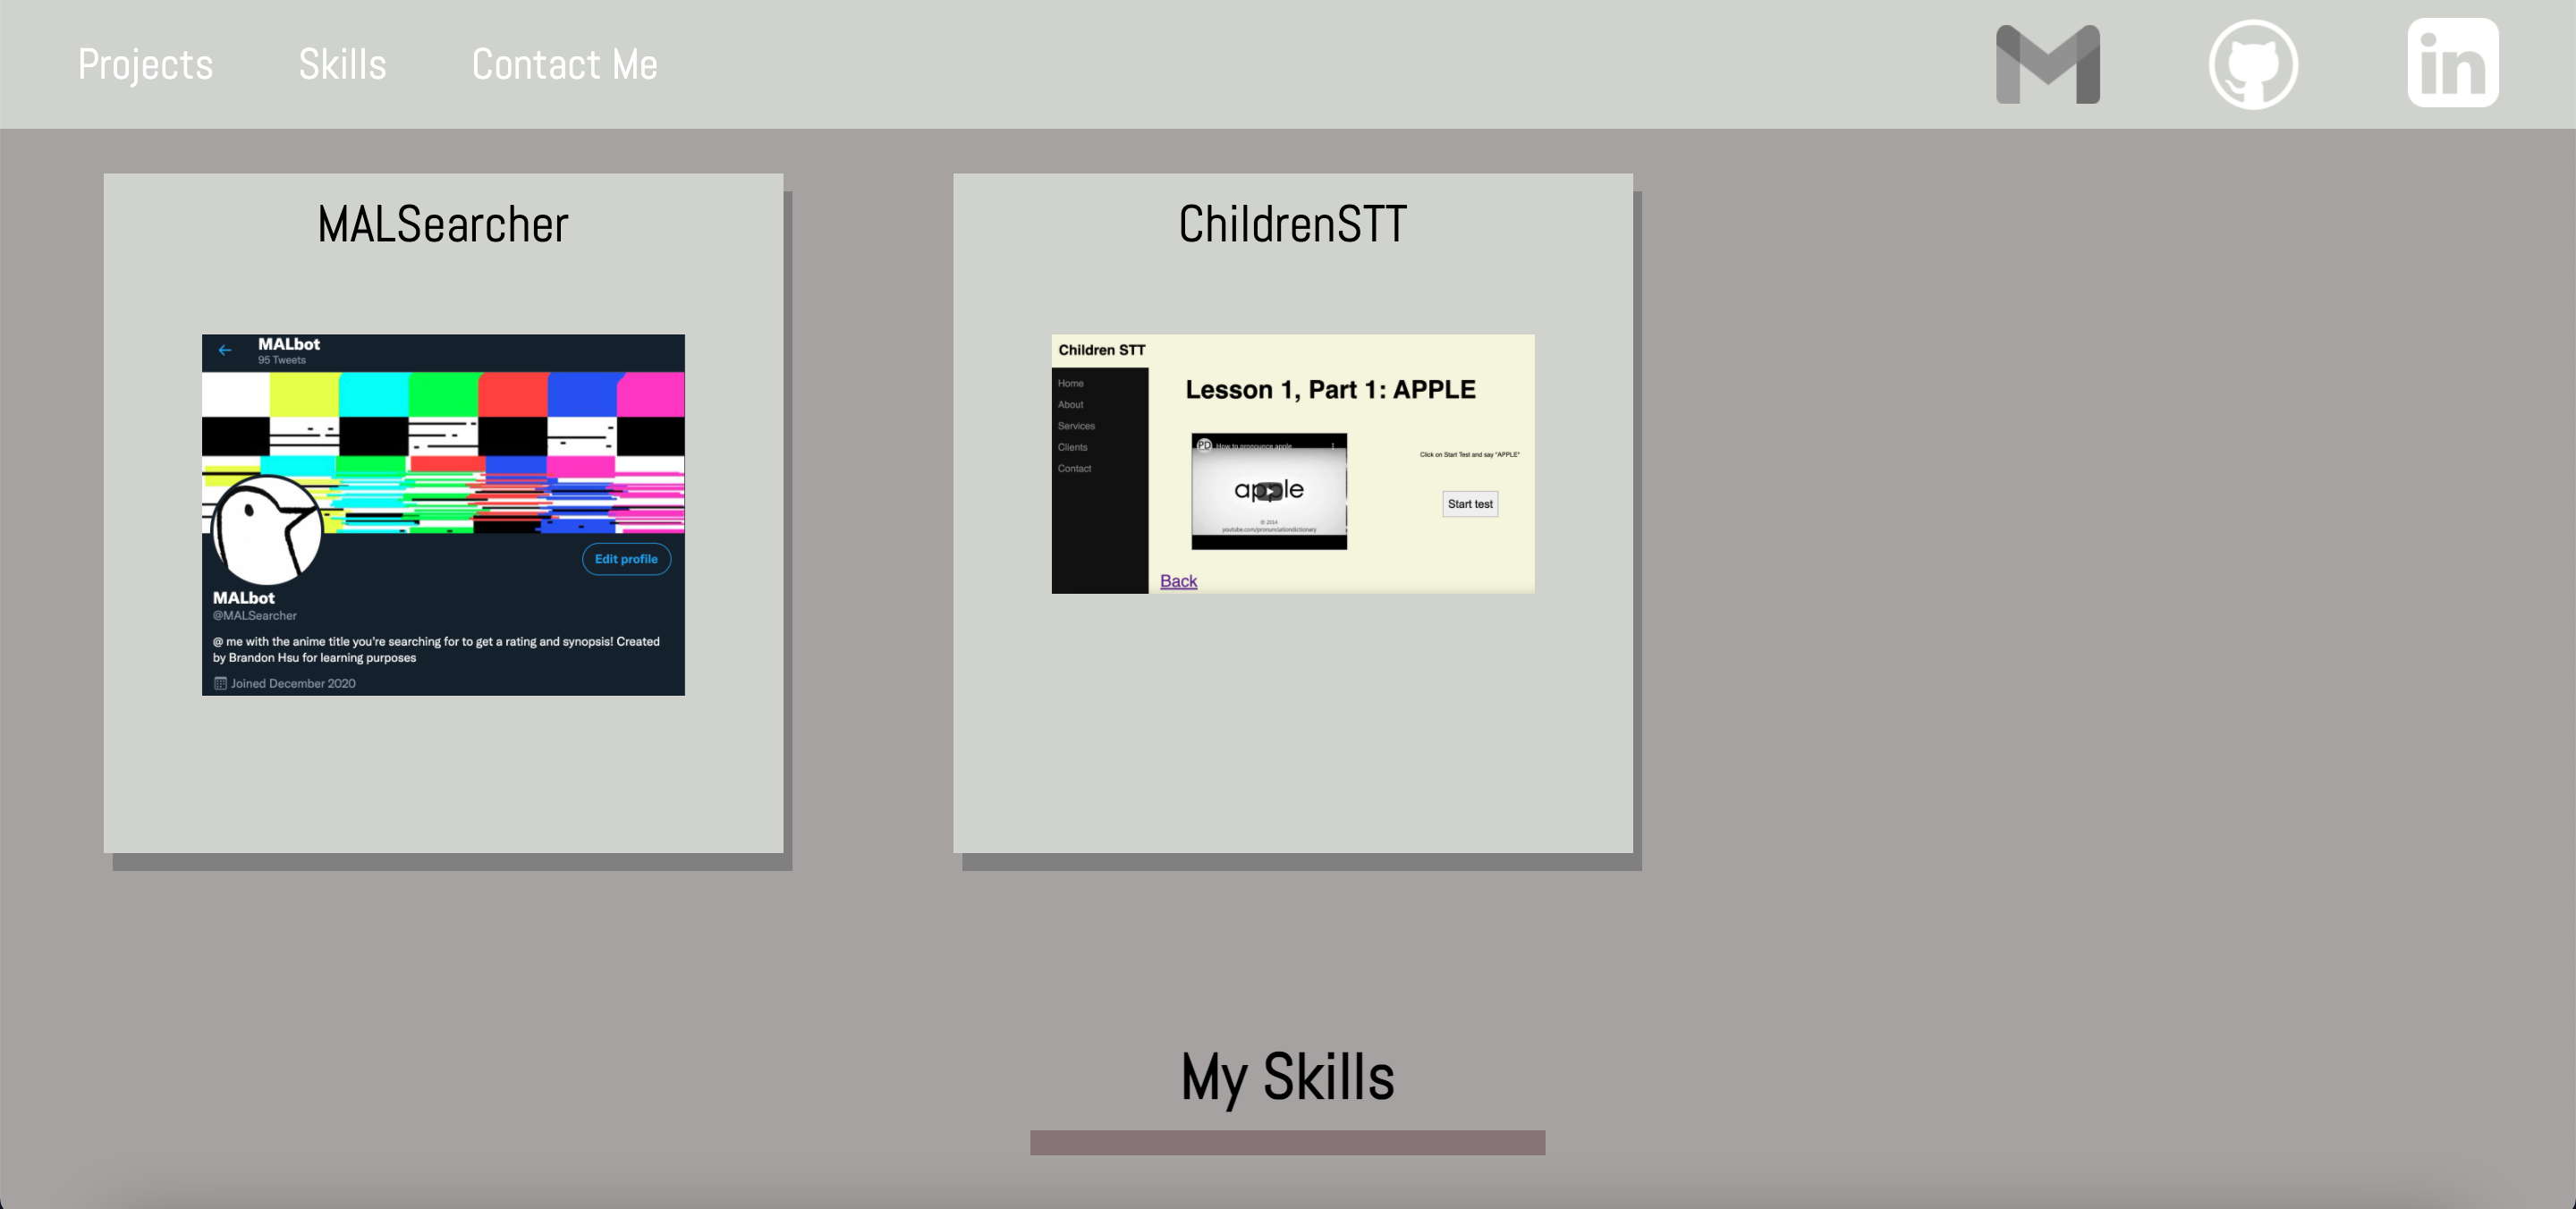 Projects Skills Contact Me
in
MALSearcher
MALbot
95 Tweets
Edit profile
MALbot
@MALSearcher
@ me with the anime title you're searching for to get a rating and synopsis! Created
by Brandon Hsu for learning purposes
Joined December 2020
ChildrenSTT
Children STT
Home
About
Services
Clients
Contact
Lesson 1, Part 1: APPLE
PD How to pronounce apple
apple
© 2014
youtube.com/pronunciationdictionary
Click on Start Test and say "APPLE"
Start test
Back
My Skills